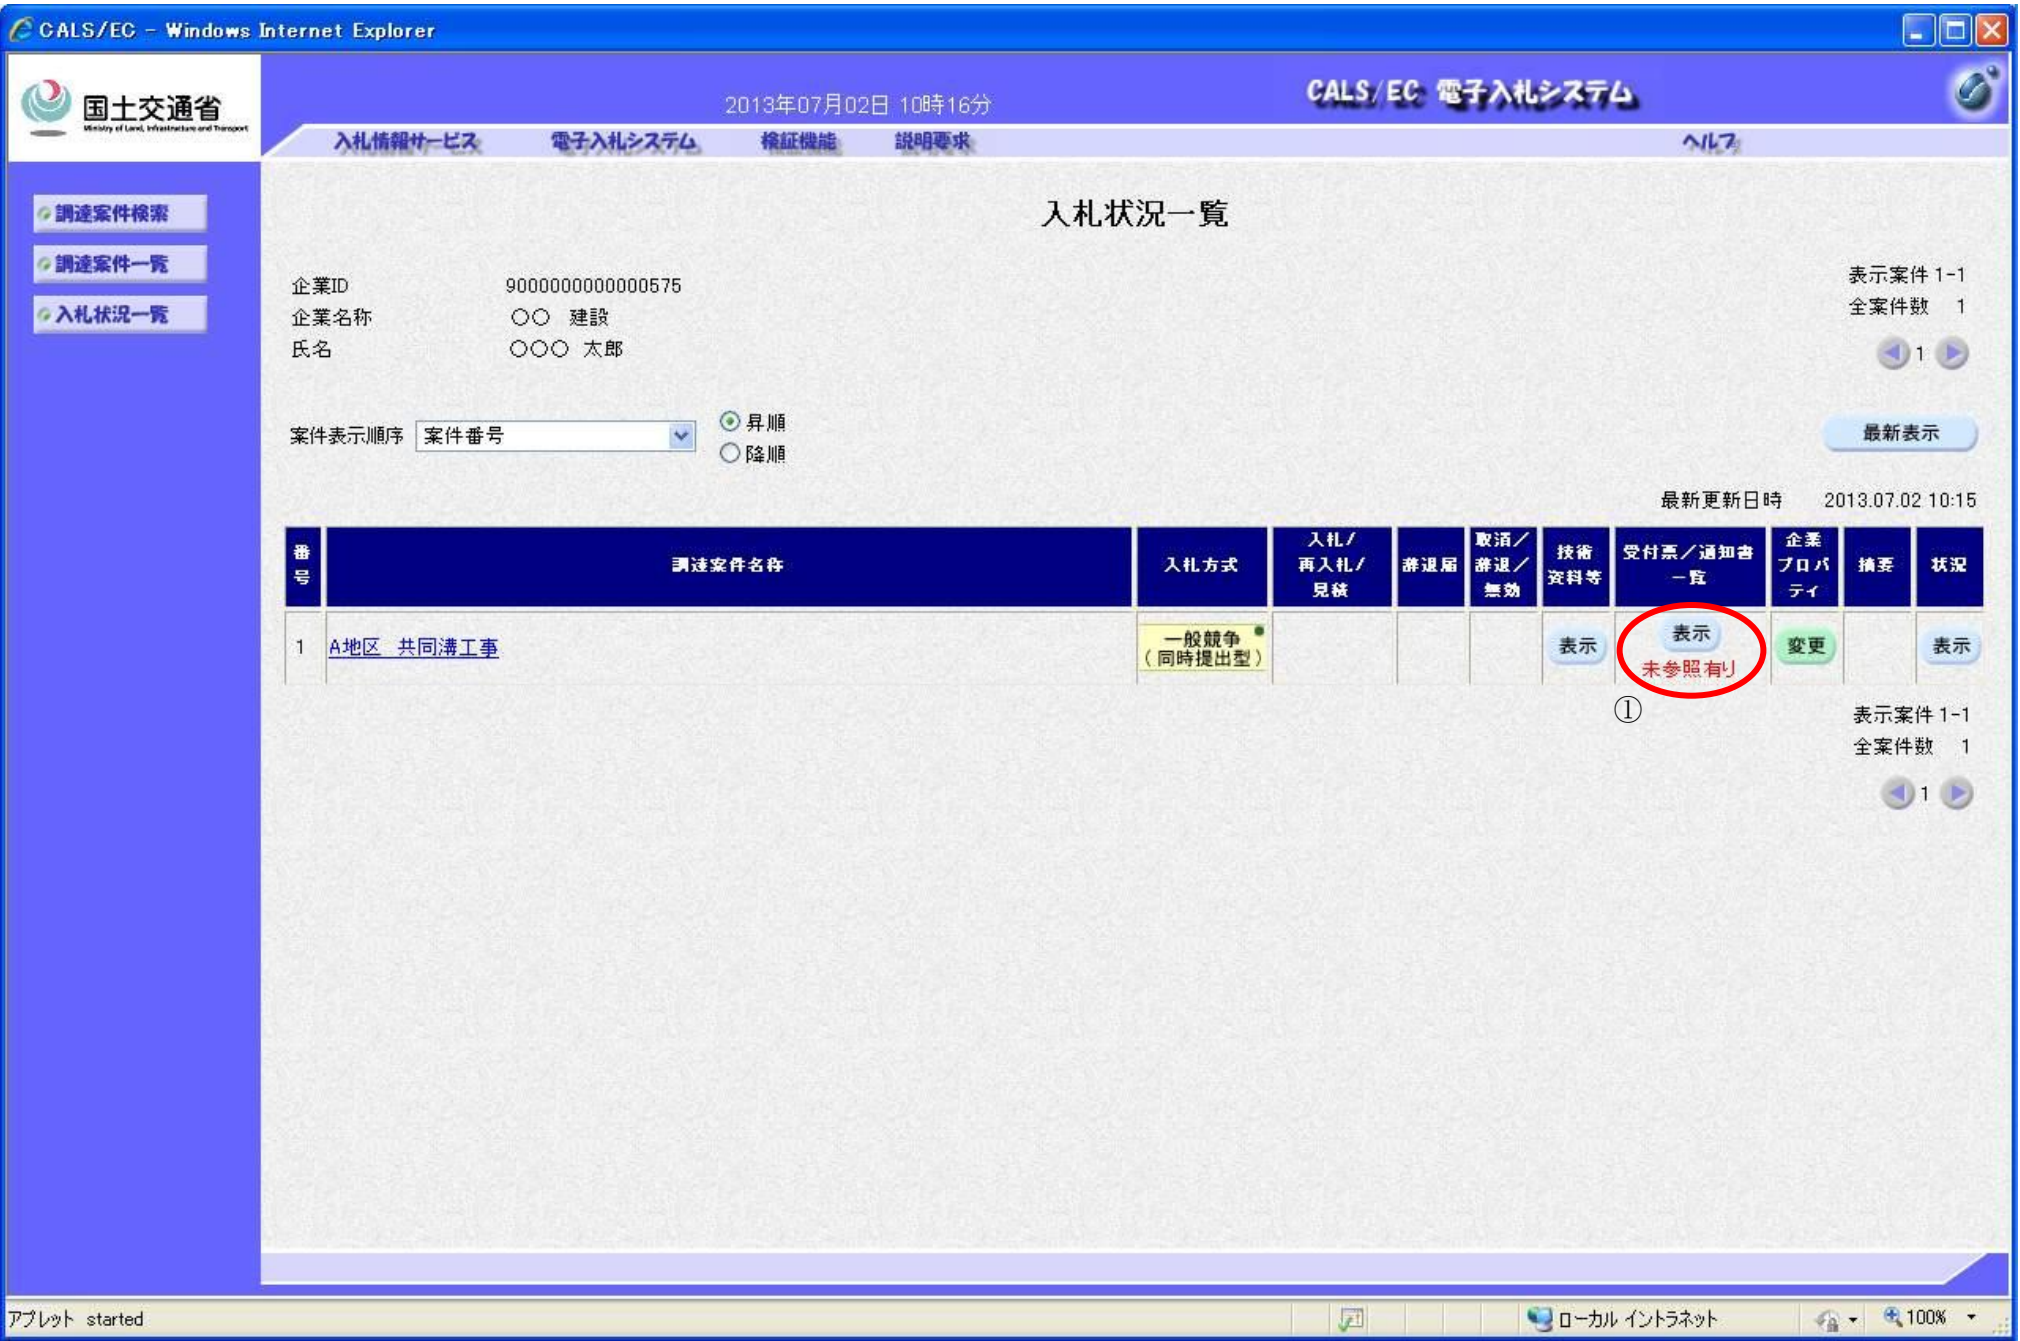 CALS/EC - Windows Internet Explorer
国土交通省
Ministry of Land, Infrastructure and Transport
2013年07月02日 10時16分
CALS/EC 電子入札システム
入札情報サービス 電子入札システム 検証機能 説明要求 ヘルプ
調達案件検索
調達案件一覧
入札状況一覧
入札状況一覧
企業ID 9000000000000575
企業名称 〇〇 建設
氏名 〇〇〇 太郎
表示案件 1-1
全案件数 1
1
案件表示順序 案件番号
昇順
降順
最新表示
最新更新日時 2013.07.02 10:15
番号 調達案件名称 入札方式 入札/再入札/見積 辞退届 取消/辞退/無効 技術資料等 受付票/通知書一覧 企業プロパティ 摘要 状況
1 A地区 共同溝工事 一般競争(同時提出型) 表示 表示 未参照有り 変更 表示
①
表示案件 1-1
全案件数 1
1
アプレット started
ローカル イントラネット
100%